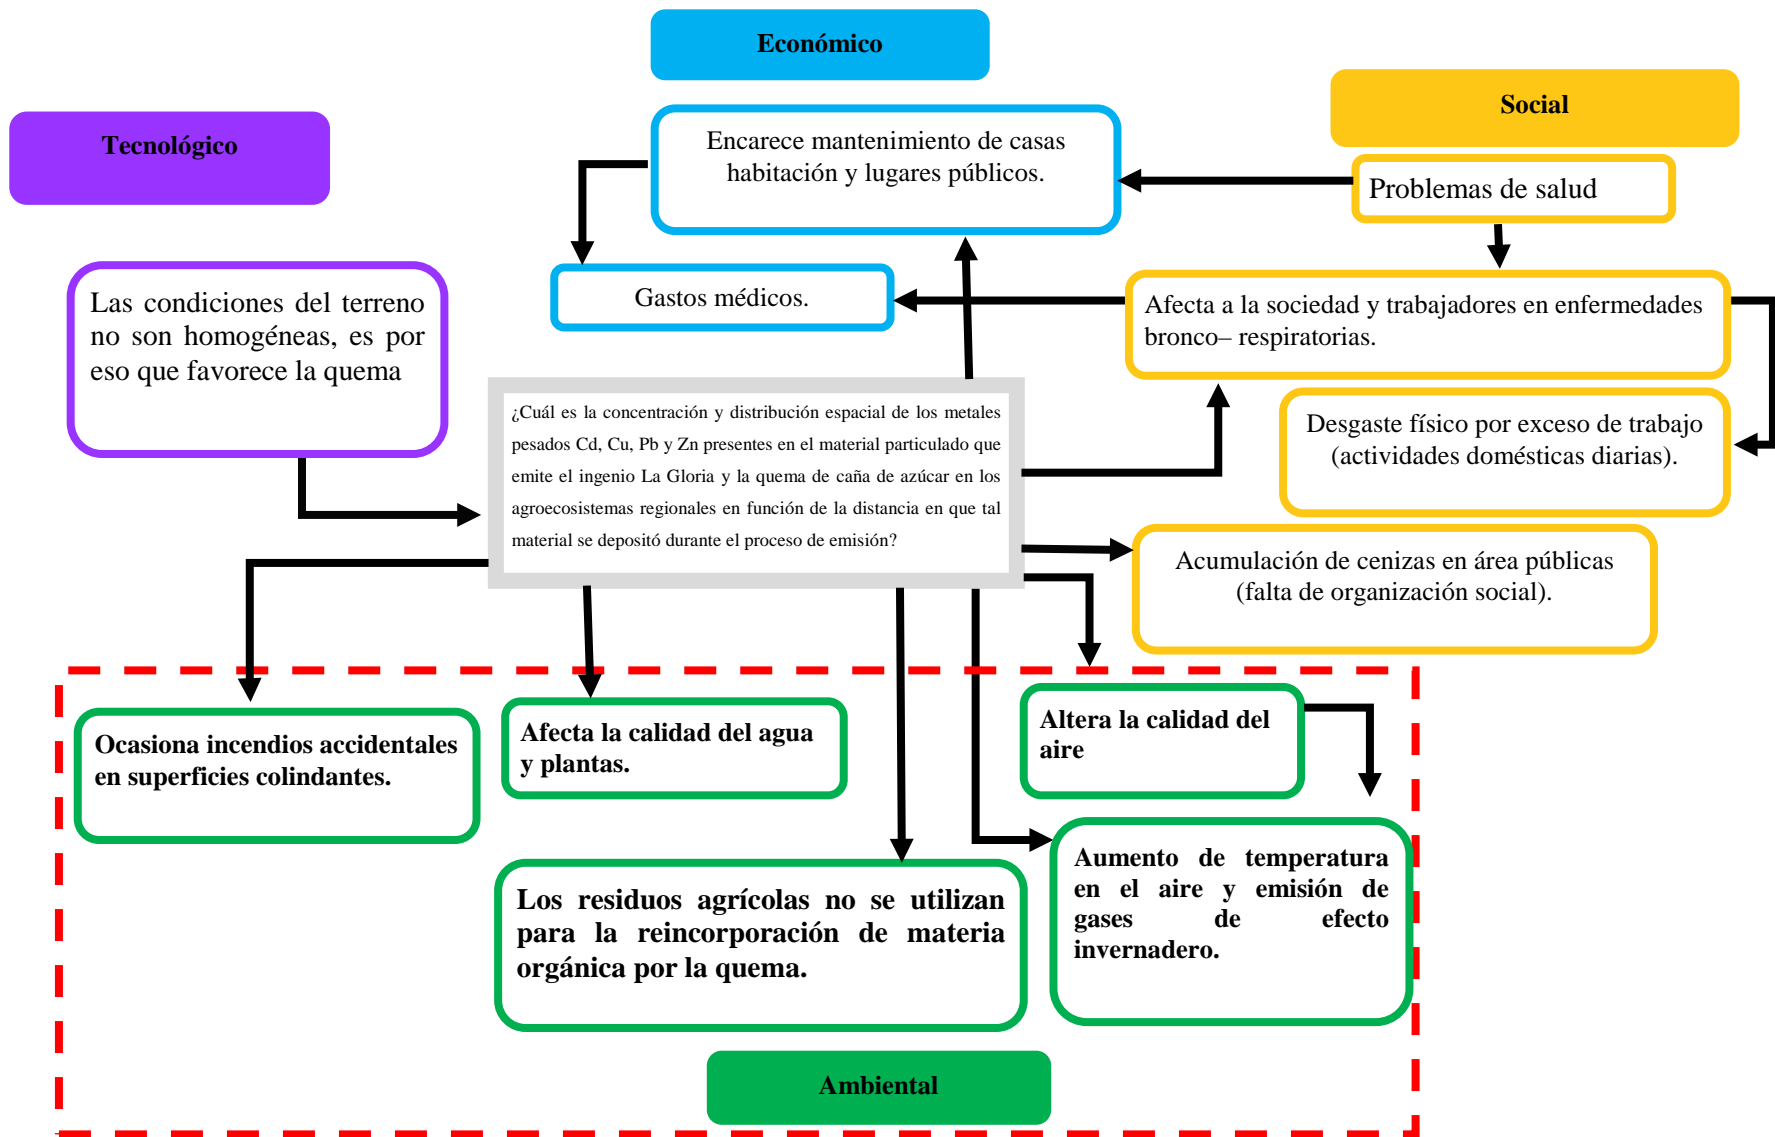 Económico
Social
Tecnológico
Encarece mantenimiento de casas
habitación y lugares públicos.
Problemas de salud
Las condiciones del terreno
no son homogéneas, es por
eso que favorece la quema
Gastos médicos.
Afecta a la sociedad y trabajadores en enfermedades
bronco– respiratorias.
¿Cuál es la concentración y distribución espacial de los metales
pesados Cd, Cu, Pb y Zn presentes en el material particulado que
emite el ingenio La Gloria y la quema de caña de azúcar en los
agroecosistemas regionales en función de la distancia en que tal
material se depositó durante el proceso de emisión?
Desgaste físico por exceso de trabajo
(actividades domésticas diarias).
Acumulación de cenizas en área públicas
(falta de organización social).
Ocasiona incendios accidentales
en superficies colindantes.
Afecta la calidad del agua
y plantas.
Altera la calidad del
aire
Los residuos agrícolas no se utilizan
para la reincorporación de materia
orgánica por la quema.
Aumento de temperatura
en el aire y emisión de
gases de efecto
invernadero.
Ambiental